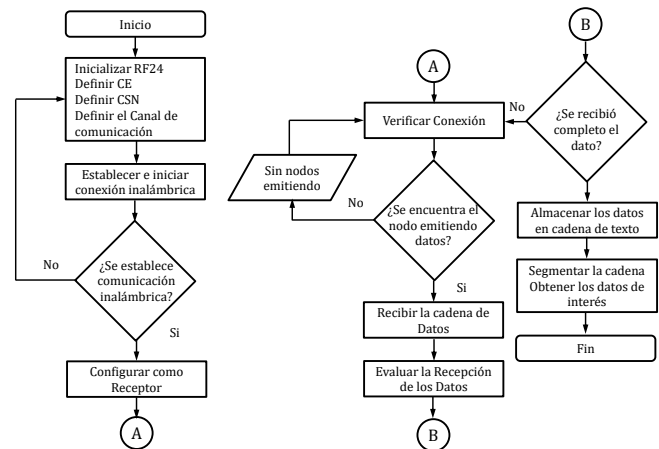 Inicio
Inicializar RF24
Definir CE
Definir CSN
Definir el Canal de
comunicación
Establecer e iniciar
conexión inalámbrica
¿Se establece
comunicación
inalámbrica?
No
Si
Configurar como
Receptor
A
A
Verificar Conexión
Sin nodos
emitiendo
No
¿Se encuentra el
nodo emitiendo
datos?
Si
Recibir la cadena de
Datos
Evaluar la Recepción
de los Datos
B
B
No
¿Se recibió
completo el
dato?
Almacenar los datos
en cadena de texto
Segmentar la cadena
Obtener los datos de
interés
Fin